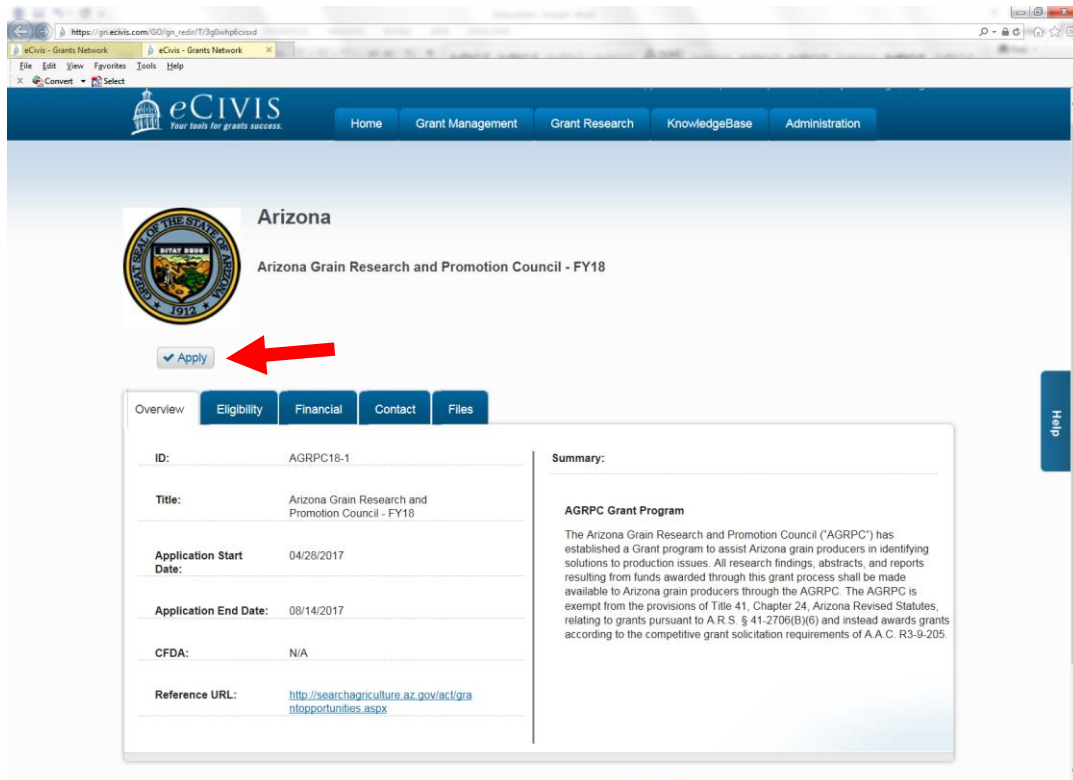 https://gn.ecivis.com/GO/gn_redir/T/3g0whp6cxsxd
eCivis - Grants Network
eCivis - Grants Network
File Edit View Favorites Tools Help
Convert Select
eCIVIS
Your tools for grants success.
Home Grant Management Grant Research KnowledgeBase Administration
GREAT SEAL OF THE STATE OF ARIZONA
DITAT DEUS
1912
Arizona
Arizona Grain Research and Promotion Council - FY18
Apply
Overview Eligibility Financial Contact Files
Help
ID: AGRPC18-1
Title: Arizona Grain Research and
Promotion Council - FY18
Application Start
Date: 04/28/2017
Application End Date: 08/14/2017
CFDA: N/A
Reference URL: http://searchagriculture.az.gov/act/gra
ntopportunities.aspx
Summary:
AGRPC Grant Program
The Arizona Grain Research and Promotion Council ("AGRPC") has
established a Grant program to assist Arizona grain producers in identifying
solutions to production issues. All research findings, abstracts, and reports
resulting from funds awarded through this grant process shall be made
available to Arizona grain producers through the AGRPC. The AGRPC is
exempt from the provisions of Title 41, Chapter 24, Arizona Revised Statutes,
relating to grants pursuant to A.R.S. § 41-2706(B)(6) and instead awards grants
according to the competitive grant solicitation requirements of A.A.C. R3-9-205.